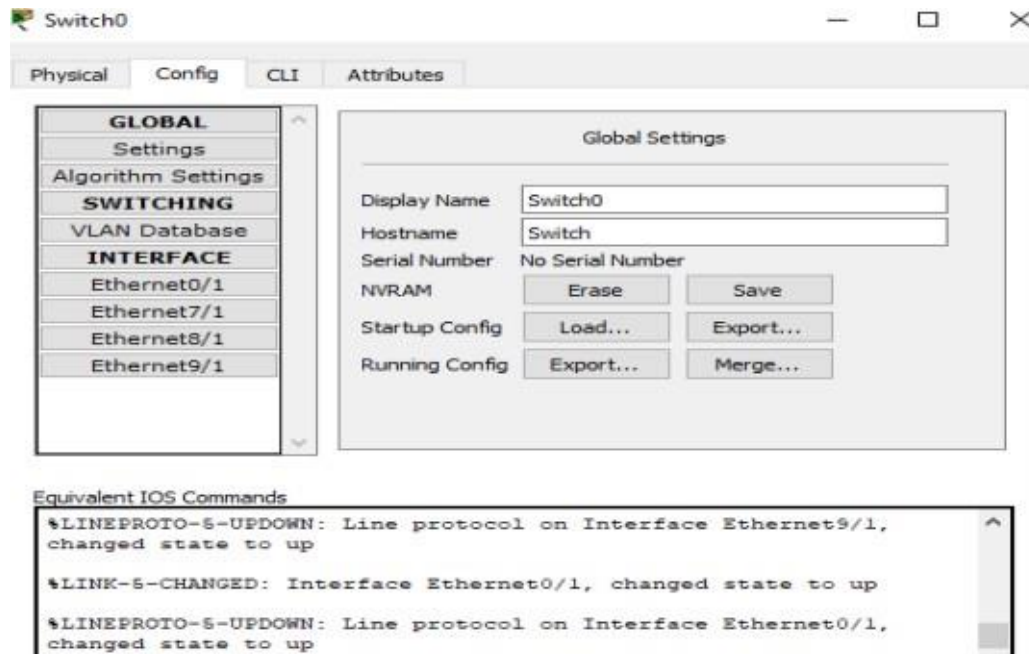 Switch0
Physical Config CLI Attributes
GLOBAL
Settings
Algorithm Settings
SWITCHING
VLAN Database
INTERFACE
Ethernet0/1
Ethernet7/1
Ethernet8/1
Ethernet9/1
Global Settings
Display Name Switch0
Hostname Switch
Serial Number No Serial Number
NVRAM Erase Save
Startup Config Load... Export...
Running Config Export... Merge...
Equivalent IOS Commands
%LINEPROTO-5-UPDOWN: Line protocol on Interface Ethernet9/1,
changed state to up
%LINK-5-CHANGED: Interface Ethernet0/1, changed state to up
%LINEPROTO-5-UPDOWN: Line protocol on Interface Ethernet0/1,
changed state to up